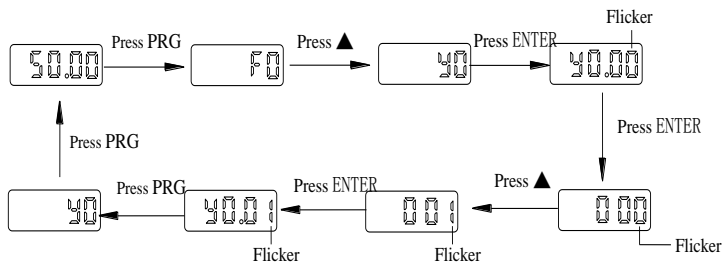 Flicker
Press PRG
Press ▲
Press ENTER
50.00
F0
y0
y0.00
Press ENTER
Press PRG
Press PRG
Press ENTER
Press ▲
y0
y0.01
001
000
Flicker
Flicker
Flicker